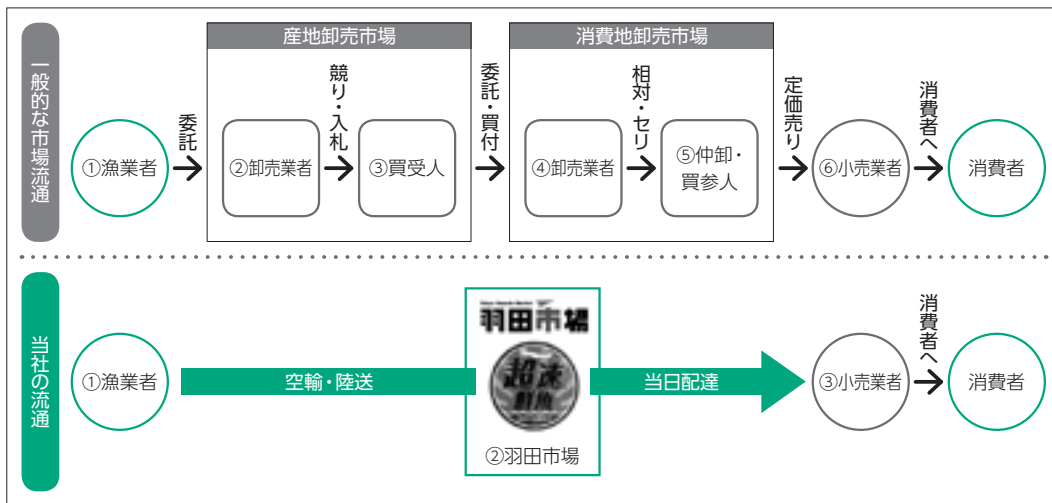 一般的な市場流通
産地卸売市場
消費地卸売市場
①漁業者
委託
②卸売業者
競り・入札
③買受人
委託・買付
④卸売業者
相対・セリ
⑤仲卸・
買参人
定価売り
⑥小売業者
消費者へ
消費者
当社の流通
①漁業者
空輸・陸送
羽田市場
超速
鮮魚
②羽田市場
当日配達
③小売業者
消費者へ
消費者